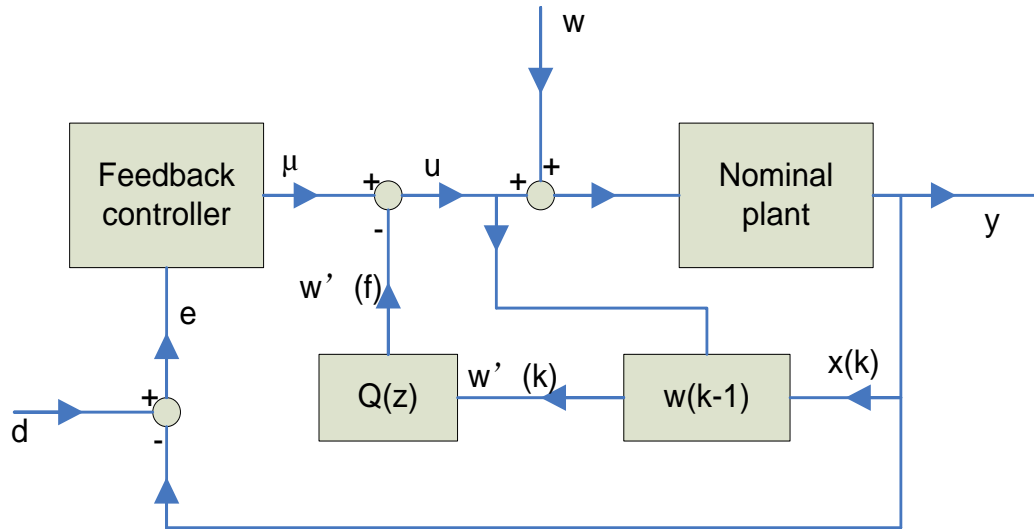 w
Feedback
controller
μ
+
-
u
+
+
Nominal
plant
y
w’ (f)
e
Q(z)
w’ (k)
w(k-1)
x(k)
d
+
-